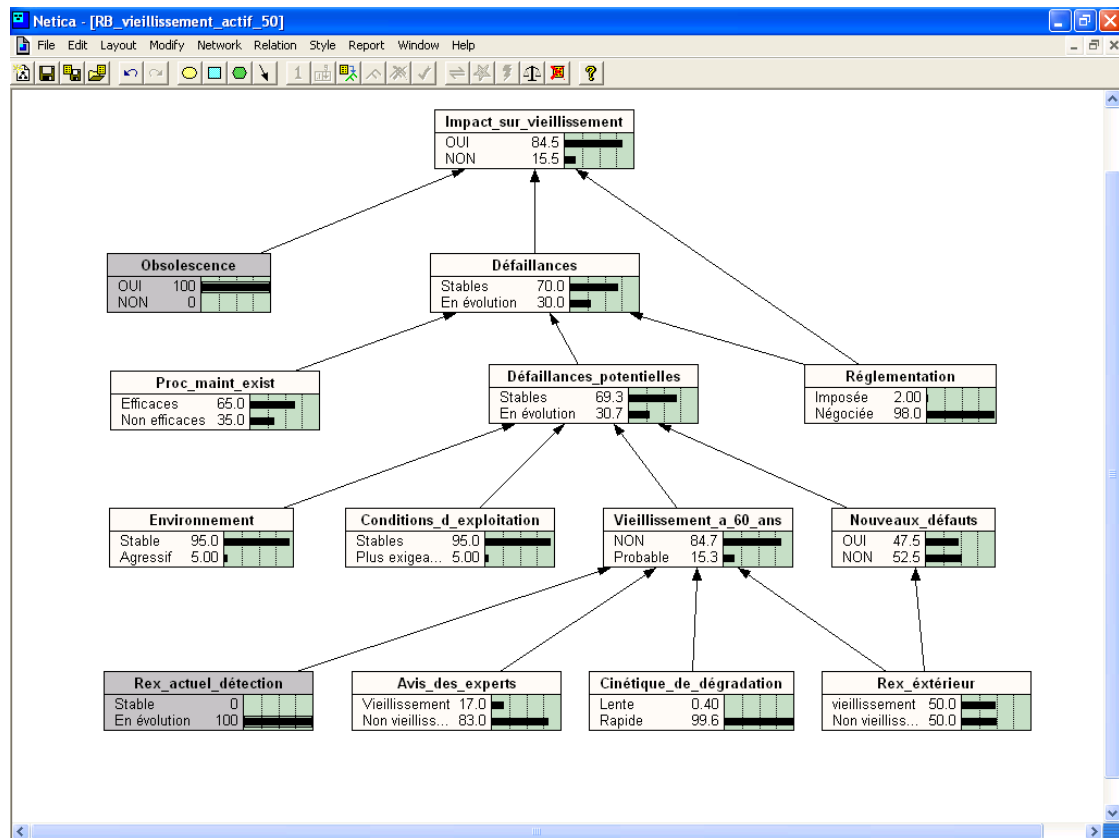 Netica - [RB_vieillissement_actif_50]
File Edit Layout Modify Network Relation Style Report Window Help
Impact_sur_vieillissement
OUI 84.5
NON 15.5
Obsolescence
OUI 100
NON 0
Défaillances
Stables 70.0
En évolution 30.0
Proc_maint_exist
Efficaces 65.0
Non efficaces 35.0
Défaillances_potentielles
Stables 69.3
En évolution 30.7
Réglementation
Imposée 2.00
Négociée 98.0
Environnement
Stable 95.0
Agressif 5.00
Conditions_d_exploitation
Stables 95.0
Plus exigea... 5.00
Vieillissement_a_60_ans
NON 84.7
Probable 15.3
Nouveaux_défauts
OUI 47.5
NON 52.5
Rex_actuel_détection
Stable 0
En évolution 100
Avis_des_experts
Vieillissement 17.0
Non vieilliss... 83.0
Cinétique_de_dégradation
Lente 0.40
Rapide 99.6
Rex_éxtérieur
vieillissement 50.0
Non vieilliss... 50.0